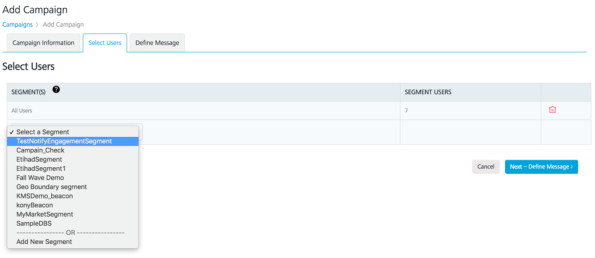 Add Campaign
Campaigns > Add Campaign
Campaign Information Select Users Define Message
Select Users
SEGMENT(S) ? SEGMENT USERS
All Users 7
✓ Select a Segment
TestNotifyEngagementSegment
Campain_Check
EtihadSegment
EtihadSegment1
Fall Wave Demo
Geo Boundary segment
KMSDemo_beacon
konyBeacon
MyMarketSegment
SampleDBS
---------------- OR ----------------
Add New Segment
Cancel Next – Define Message >